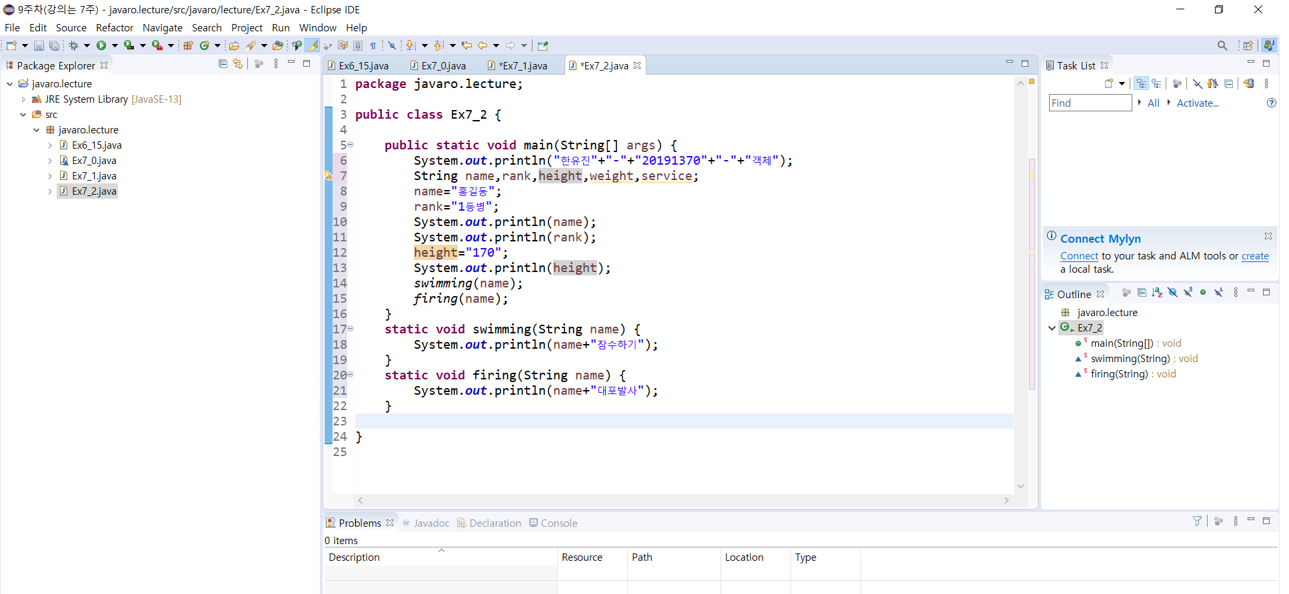 9주차(강의는 7주) - javaro.lecture/src/javaro/lecture/Ex7_2.java - Eclipse IDE
File Edit Source Refactor Navigate Search Project Run Window Help
Package Explorer
javaro.lecture
JRE System Library [JavaSE-13]
src
javaro.lecture
Ex6_15.java
Ex7_0.java
Ex7_1.java
Ex7_2.java
Ex6_15.java Ex7_0.java *Ex7_1.java *Ex7_2.java
1 package javaro.lecture;
2
3 public class Ex7_2 {
4
5 public static void main(String[] args) {
6 System.out.println("한유진"+"-"+"20191370"+"-"+"객체");
7 String name,rank,height,weight,service;
8 name="홍길동";
9 rank="1등병";
10 System.out.println(name);
11 System.out.println(rank);
12 height="170";
13 System.out.println(height);
14 swimming(name);
15 firing(name);
16 }
17 static void swimming(String name) {
18 System.out.println(name+"잠수하기");
19 }
20 static void firing(String name) {
21 System.out.println(name+"대포발사");
22 }
23
24 }
25
Task List
Find All Activate...
Connect Mylyn
Connect to your task and ALM tools or create
a local task.
Outline
javaro.lecture
Ex7_2
main(String[]) : void
swimming(String) : void
firing(String) : void
Problems Javadoc Declaration Console
0 items
Description Resource Path Location Type